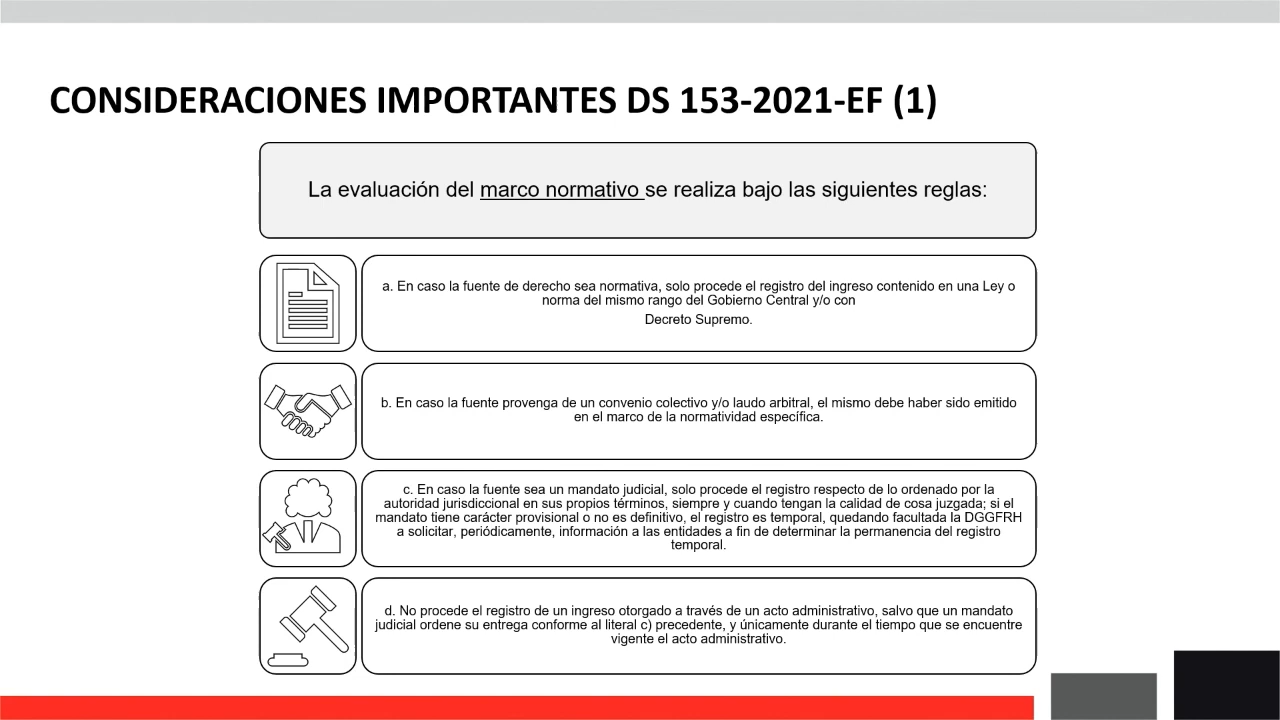 CONSIDERACIONES IMPORTANTES DS 153-2021-EF (1)
La evaluación del marco normativo se realiza bajo las siguientes reglas:
a. En caso la fuente de derecho sea normativa, solo procede el registro del ingreso contenido en una Ley o
norma del mismo rango del Gobierno Central y/o con
Decreto Supremo.
b. En caso la fuente provenga de un convenio colectivo y/o laudo arbitral, el mismo debe haber sido emitido
en el marco de la normatividad específica.
c. En caso la fuente sea un mandato judicial, solo procede el registro respecto de lo ordenado por la
autoridad jurisdiccional en sus propios términos, siempre y cuando tengan la calidad de cosa juzgada; si el
mandato tiene carácter provisional o no es definitivo, el registro es temporal, quedando facultada la DGGFRH
a solicitar, periódicamente, información a las entidades a fin de determinar la permanencia del registro
temporal.
d. No procede el registro de un ingreso otorgado a través de un acto administrativo, salvo que un mandato
judicial ordene su entrega conforme al literal c) precedente, y únicamente durante el tiempo que se encuentre
vigente el acto administrativo.